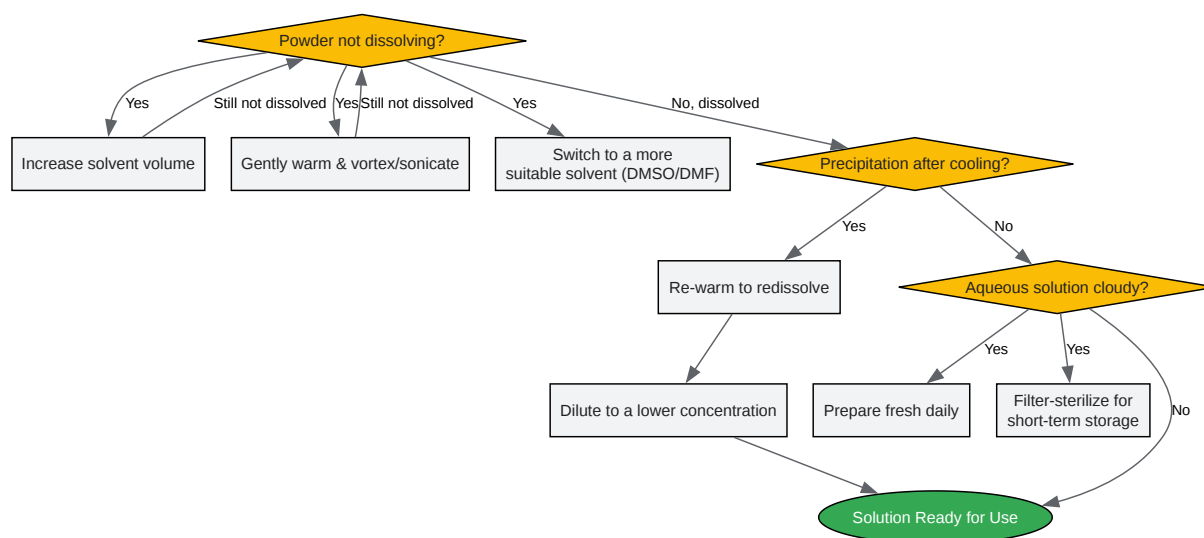 Powder not dissolving?
Yes
Still not dissolved
Yes
Still not dissolved
Yes
No, dissolved
Increase solvent volume
Gently warm & vortex/sonicate
Switch to a more
suitable solvent (DMSO/DMF)
Precipitation after cooling?
Yes
No
Re-warm to redissolve
Aqueous solution cloudy?
Yes
Yes
No
Dilute to a lower concentration
Prepare fresh daily
Filter-sterilize for
short-term storage
Solution Ready for Use